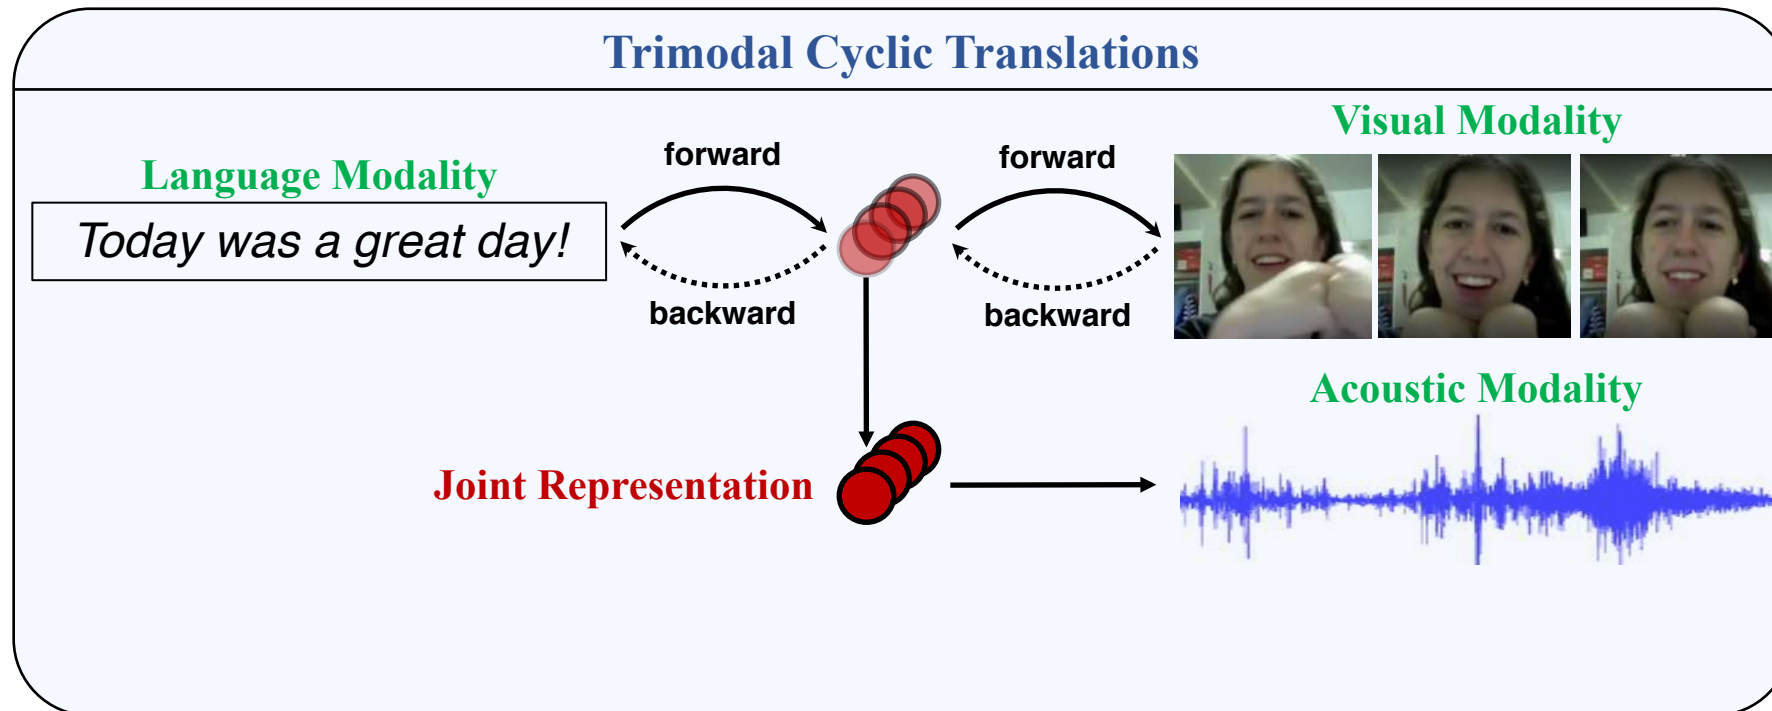 Trimodal Cyclic Translations
Language Modality
Today was a great day!
forward
backward
forward
backward
Visual Modality
Acoustic Modality
Joint Representation